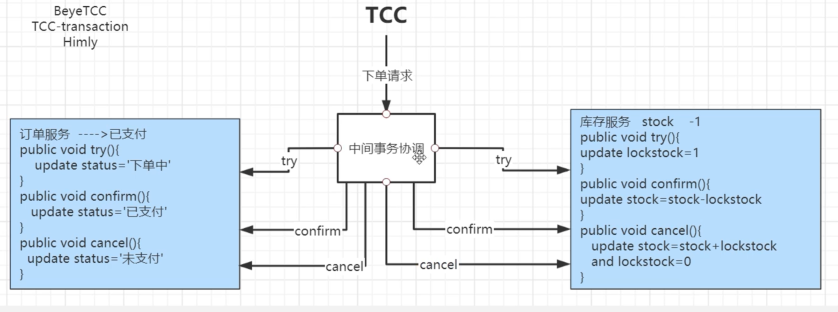 BeyeTCC
TCC-transaction
Himly
TCC
下单请求
订单服务 ---->已支付
public void try(){
update status='下单中'
}
public void confirm(){
update status='已支付'
}
public void cancel(){
update status='未支付'
}
中间事务协调
try
try
confirm
confirm
cancel
cancel
库存服务 stock -1
public void try(){
update lockstock=1
}
public void confirm(){
update stock=stock-lockstock
}
public void cancel(){
update stock=stock+lockstock
and lockstock=0
}